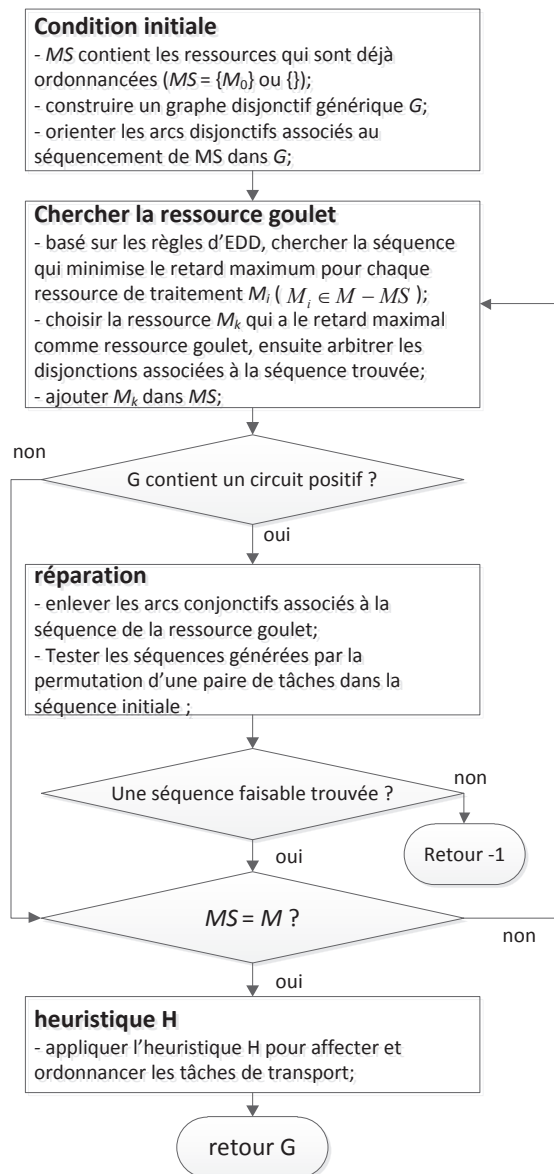 Condition initiale
- MS contient les ressources qui sont déjà
ordonnancées (MS = {M₀} ou {});
- construire un graphe disjonctif générique G;
- orienter les arcs disjonctifs associés au
séquencement de MS dans G;
Chercher la ressource goulet
- basé sur les règles d'EDD, chercher la séquence
qui minimise le retard maximum pour chaque
ressource de traitement Mᵢ ( Mᵢ ∈ M − MS );
- choisir la ressource Mₖ qui a le retard maximal
comme ressource goulet, ensuite arbitrer les
disjonctions associées à la séquence trouvée;
- ajouter Mₖ dans MS;
non
G contient un circuit positif ?
oui
réparation
- enlever les arcs conjonctifs associés à la
séquence de la ressource goulet;
- Tester les séquences générées par la
permutation d'une paire de tâches dans la
séquence initiale ;
Une séquence faisable trouvée ?
non
Retour -1
oui
MS = M ?
non
oui
heuristique H
- appliquer l'heuristique H pour affecter et
ordonnancer les tâches de transport;
retour G